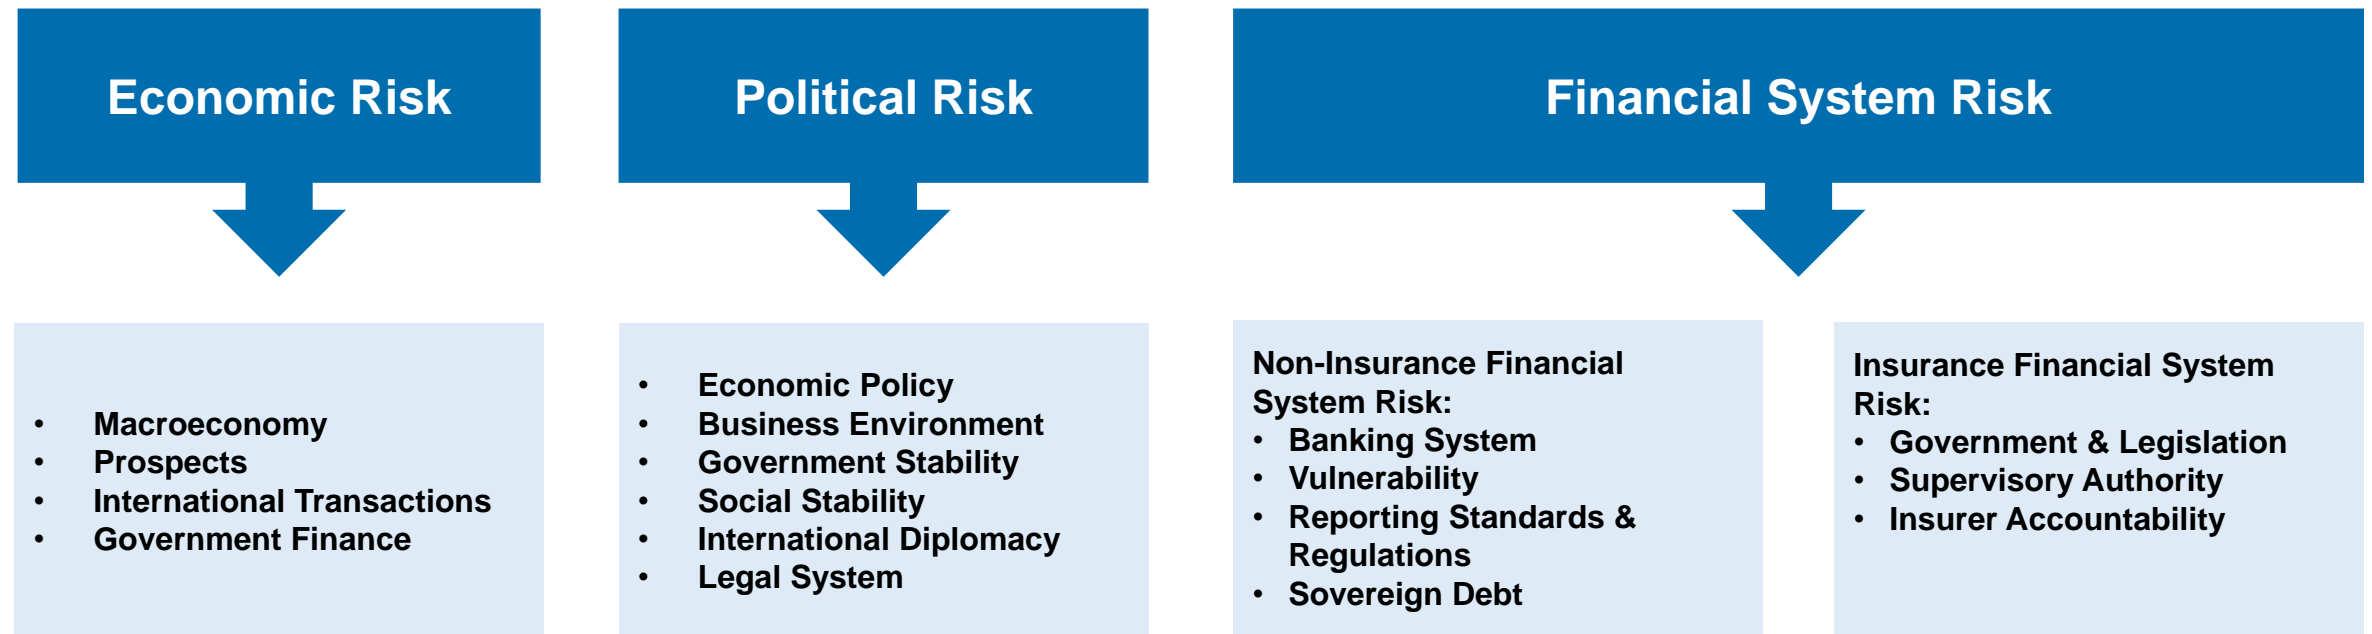 Economic Risk
Political Risk
Financial System Risk
• Macroeconomy
• Prospects
• International Transactions
• Government Finance
• Economic Policy
• Business Environment
• Government Stability
• Social Stability
• International Diplomacy
• Legal System
Non-Insurance Financial
System Risk:
• Banking System
• Vulnerability
• Reporting Standards &
Regulations
• Sovereign Debt
Insurance Financial System
Risk:
• Government & Legislation
• Supervisory Authority
• Insurer Accountability